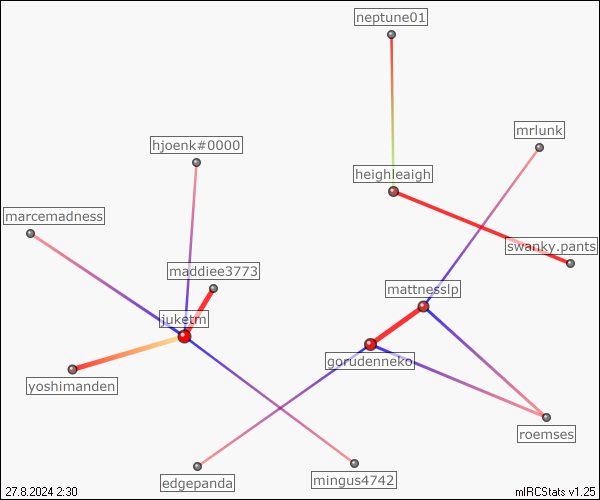 neptune01
mrlunk
hjoenk#0000
heighleaigh
marcemadness
swanky.pants
maddiee3773
mattnesslp
juketm
gorudenneko
yoshimanden
roemses
mingus4742
edgepanda
27.8.2024 2:30
mIRCStats v1.25